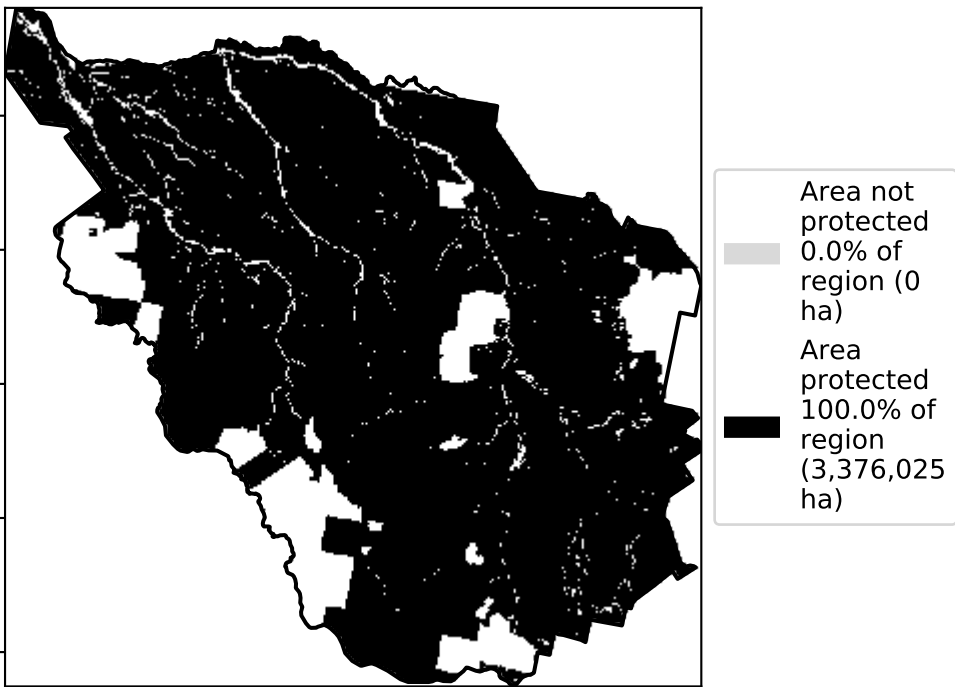 Area not
protected
0.0% of
region (0
ha)
Area
protected
100.0% of
region
(3,376,025
ha)